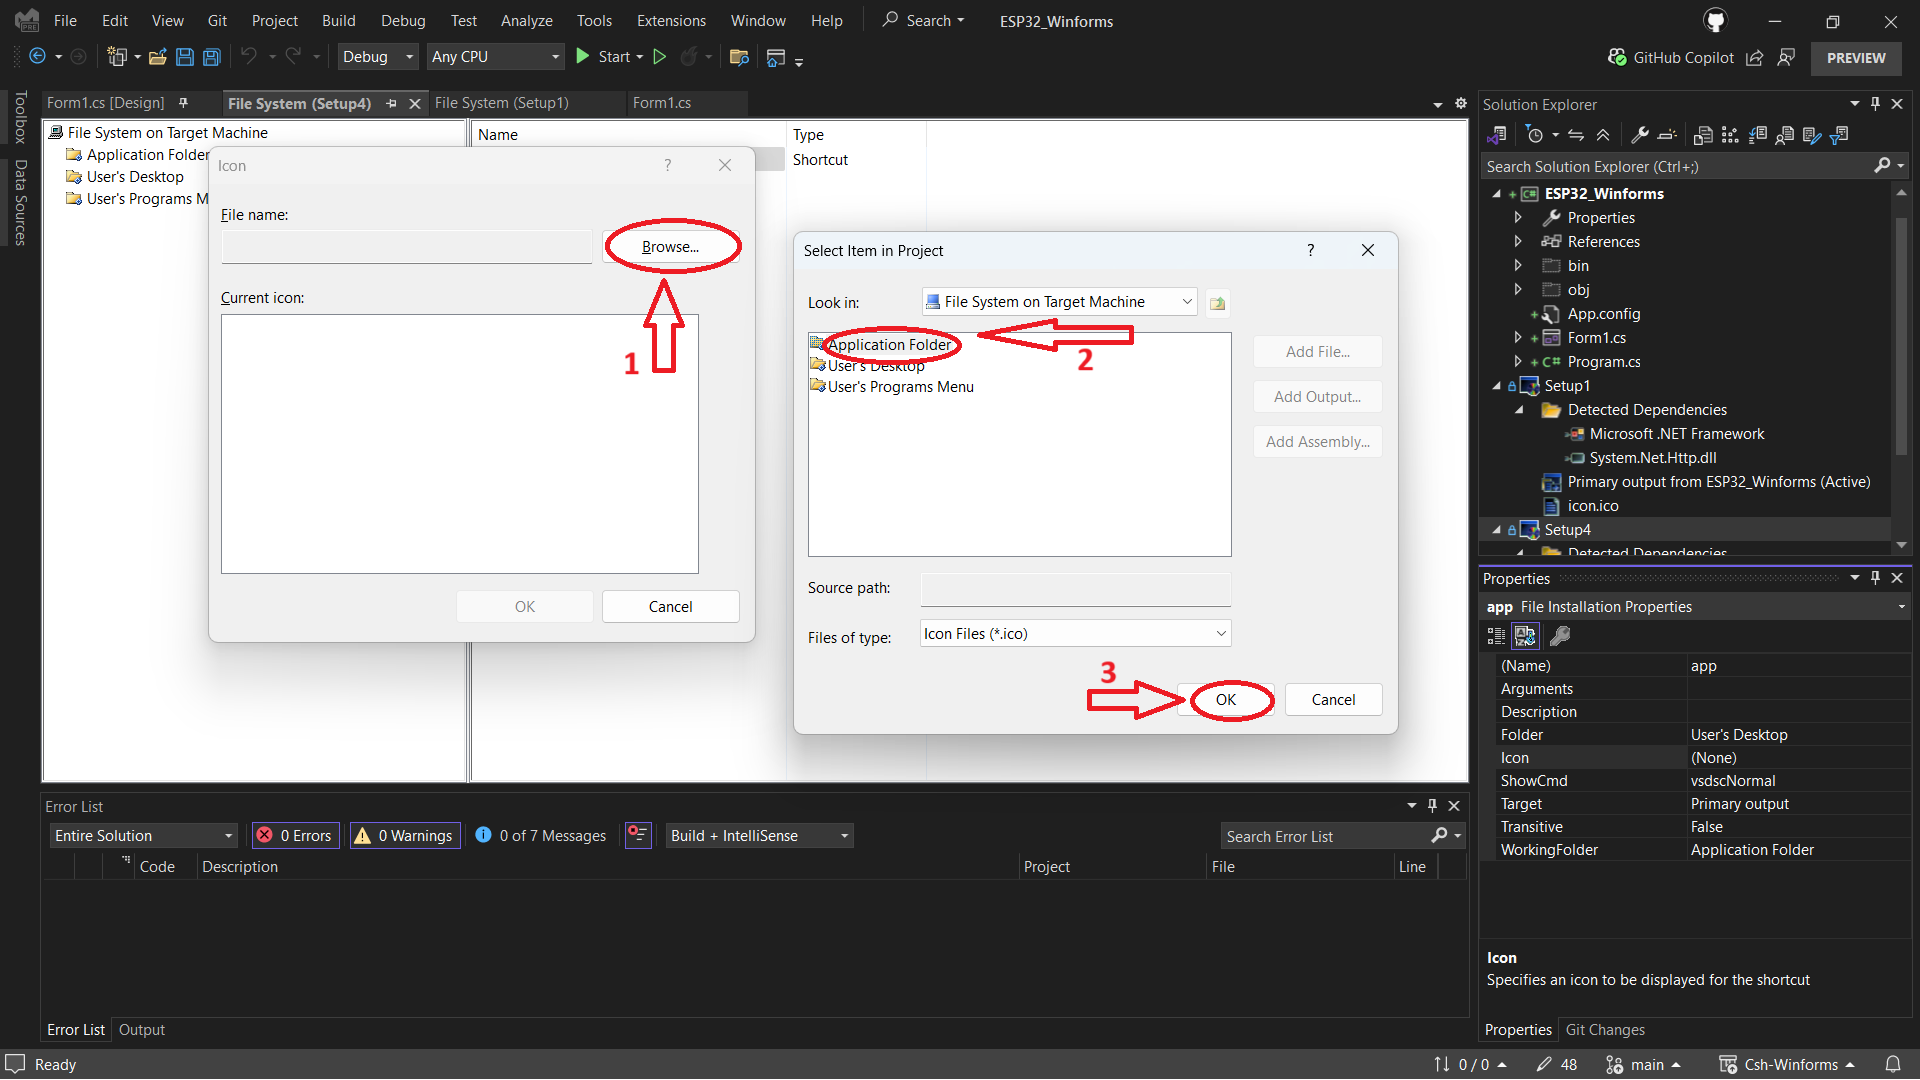 File Edit View Git Project Build Debug Test Analyze Tools Extensions Window Help Search ESP32_Winforms
PRE
Debug Any CPU Start GitHub Copilot PREVIEW
Toolbox
Data Sources
Form1.cs [Design] File System (Setup4) File System (Setup1) Form1.cs
File System on Target Machine
Application Folder
User's Desktop
User's Programs M
Name Type
Shortcut
Icon ?
File name:
Browse...
Current icon:
1
OK Cancel
Select Item in Project ?
Look in: File System on Target Machine
Application Folder
User's Desktop
User's Programs Menu
2
Add File...
Add Output...
Add Assembly...
Source path:
Files of type: Icon Files (*.ico)
3
OK Cancel
Solution Explorer
Search Solution Explorer (Ctrl+;)
ESP32_Winforms
Properties
References
bin
obj
App.config
Form1.cs
Program.cs
Setup1
Detected Dependencies
Microsoft .NET Framework
System.Net.Http.dll
Primary output from ESP32_Winforms (Active)
icon.ico
Setup4
Detected Dependencies
Properties
app File Installation Properties
(Name) app
Arguments
Description
Folder User's Desktop
Icon (None)
ShowCmd vsdscNormal
Target Primary output
Transitive False
WorkingFolder Application Folder
Icon
Specifies an icon to be displayed for the shortcut
Properties Git Changes
Error List
Entire Solution 0 Errors 0 Warnings 0 of 7 Messages Build + IntelliSense Search Error List
Code Description Project File Line
Error List Output
Ready 0 / 0 48 main Csh-Winforms